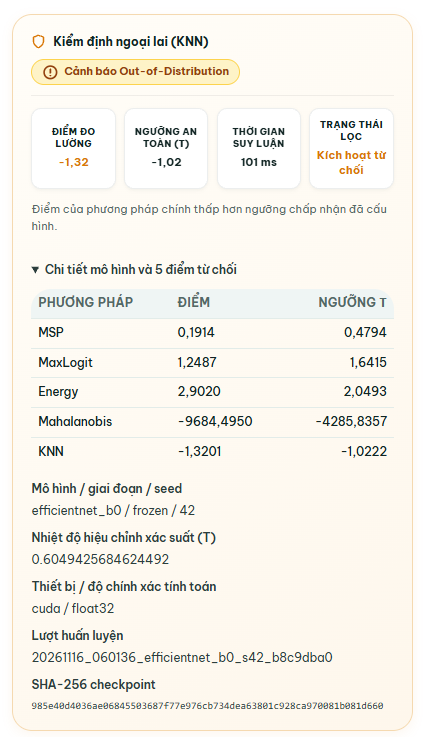 Kiểm định ngoại lai (KNN)
Cảnh báo Out-of-Distribution
ĐIỂM ĐO
LƯỜNG
-1,32
NGƯỠNG AN
TOÀN (T)
-1,02
THỜI GIAN
SUY LUẬN
101 ms
TRẠNG THÁI
LỌC
Kích hoạt từ
chối
Điểm của phương pháp chính thấp hơn ngưỡng chấp nhận đã cấu
hình.
▼ Chi tiết mô hình và 5 điểm từ chối
PHƯƠNG PHÁP ĐIỂM NGƯỠNG T
MSP 0,1914 0,4794
MaxLogit 1,2487 1,6415
Energy 2,9020 2,0493
Mahalanobis -9684,4950 -4285,8357
KNN -1,3201 -1,0222
Mô hình / giai đoạn / seed
efficientnet_b0 / frozen / 42
Nhiệt độ hiệu chỉnh xác suất (T)
0.6049425684624492
Thiết bị / độ chính xác tính toán
cuda / float32
Lượt huấn luyện
20261116_060136_efficientnet_b0_s42_b8c9dba0
SHA-256 checkpoint
985e40d4036ae06845503687f77e976cb734dea63801c928ca970081b081d660